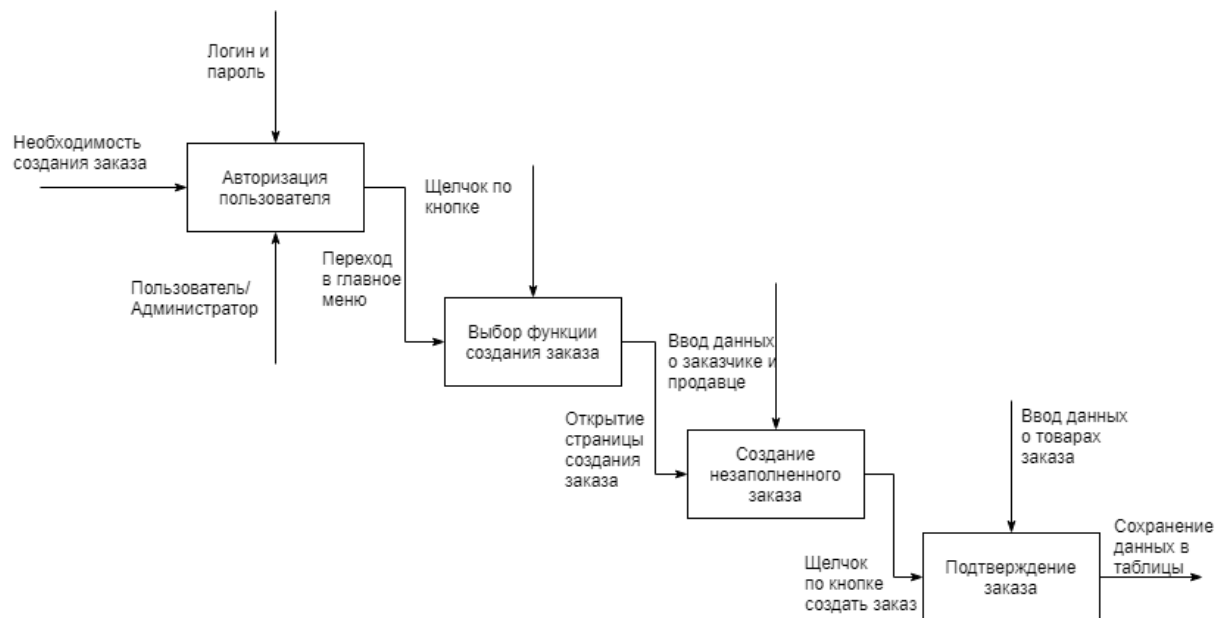 Логин и
пароль
Необходимость
создания заказа
Авторизация
пользователя
Щелчок по
кнопке
Переход
в главное
меню
Пользователь/
Администратор
Выбор функции
создания заказа
Ввод данных
о заказчике и
продавце
Открытие
страницы
создания
заказа
Создание
незаполненного
заказа
Ввод данных
о товарах
заказа
Щелчок
по кнопке
создать заказ
Подтверждение
заказа
Сохранение
данных в
таблицы